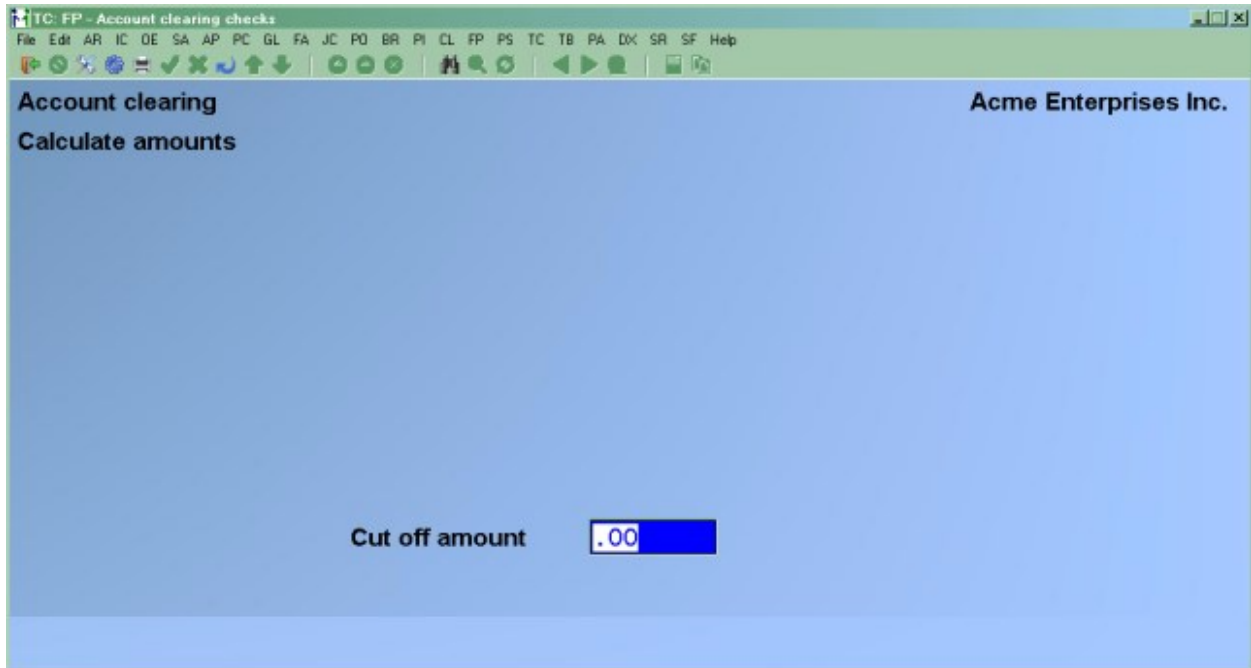 TC: FP - Account clearing checks
File Edit AR IC OE SA AP PC GL FA JC PO BR PI CL FP PS TC TB PA DX SR SF Help
Account clearing Acme Enterprises Inc.
Calculate amounts
Cut off amount .00